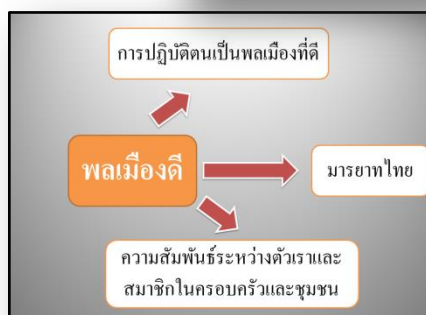 การปฏิบัติตนเป็นพลเมืองที่ดี
พลเมืองดี
มารยาทไทย
ความสัมพันธ์ระหว่างตัวเราและ
สมาชิกในครอบครัวและชุมชน